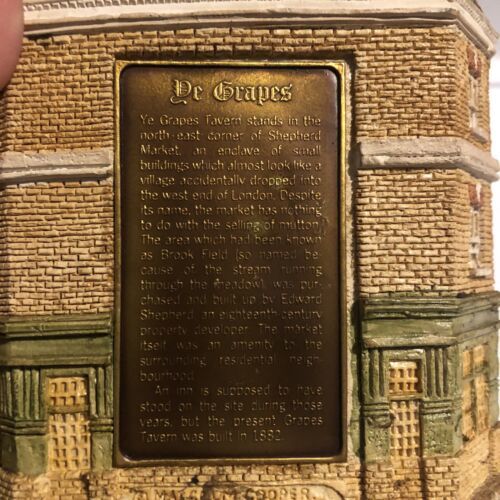 Ye Grapes
Ye Grapes Tavern stands in the
north-east corner of Shepherd
Market, an enclave of small
buildings which almost look like a
village accidentally dropped into
the west end of London. Despite
its name, the market has nothing
to do with the selling of mutton.
The area which had been known
as Brook Field (so named be-
cause of the stream running
through the meadow), was pur-
chased and built up by Edward
Shepherd, an eighteenth century
property developer. The market
itself was an amenity to the
surrounding residential neigh-
bourhood.
An inn is supposed to have
stood on the site during those
years, but the present Grapes
Tavern was built in 1882.
COOPER